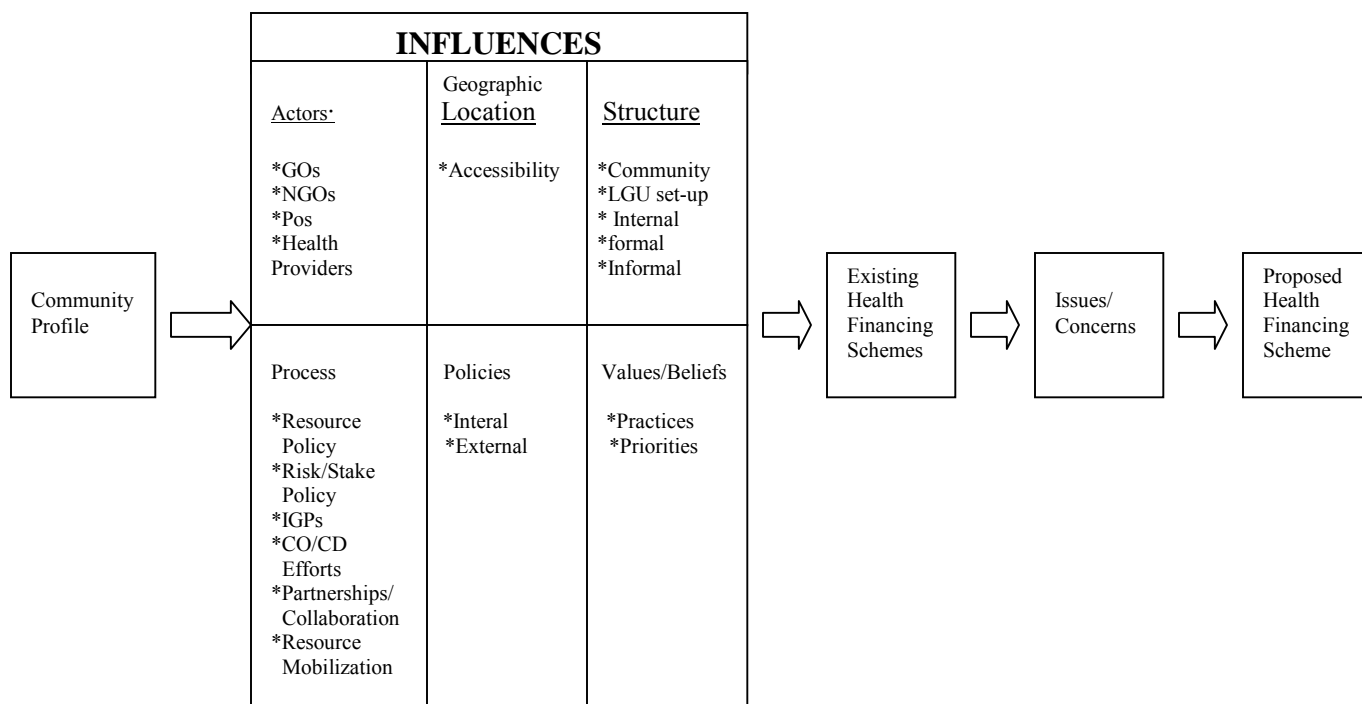 INFLUENCES
Actors·
*GOs
*NGOs
*Pos
*Health
Providers
Geographic
Location
*Accessibility
Structure
*Community
*LGU set-up
* Internal
*formal
*Informal
Community
Profile
Process
*Resource
Policy
*Risk/Stake
Policy
*IGPs
*CO/CD
Efforts
*Partnerships/
Collaboration
*Resource
Mobilization
Policies
*Interal
*External
Values/Beliefs
*Practices
*Priorities
Existing
Health
Financing
Schemes
Issues/
Concerns
Proposed
Health
Financing
Scheme